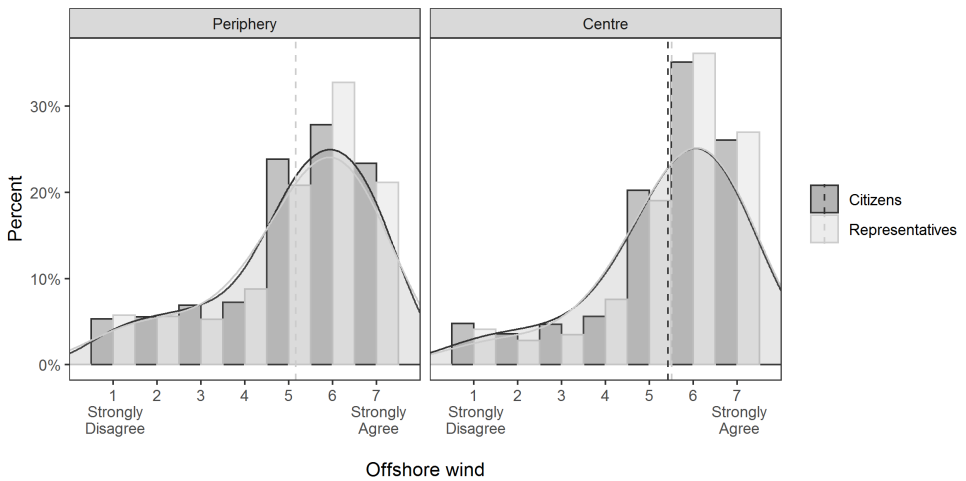 Periphery
Centre
Percent
30%
20%
10%
0%
1 2 3 4 5 6 7
Strongly Disagree
Strongly Agree
1 2 3 4 5 6 7
Strongly Disagree
Strongly Agree
Offshore wind
Citizens
Representatives